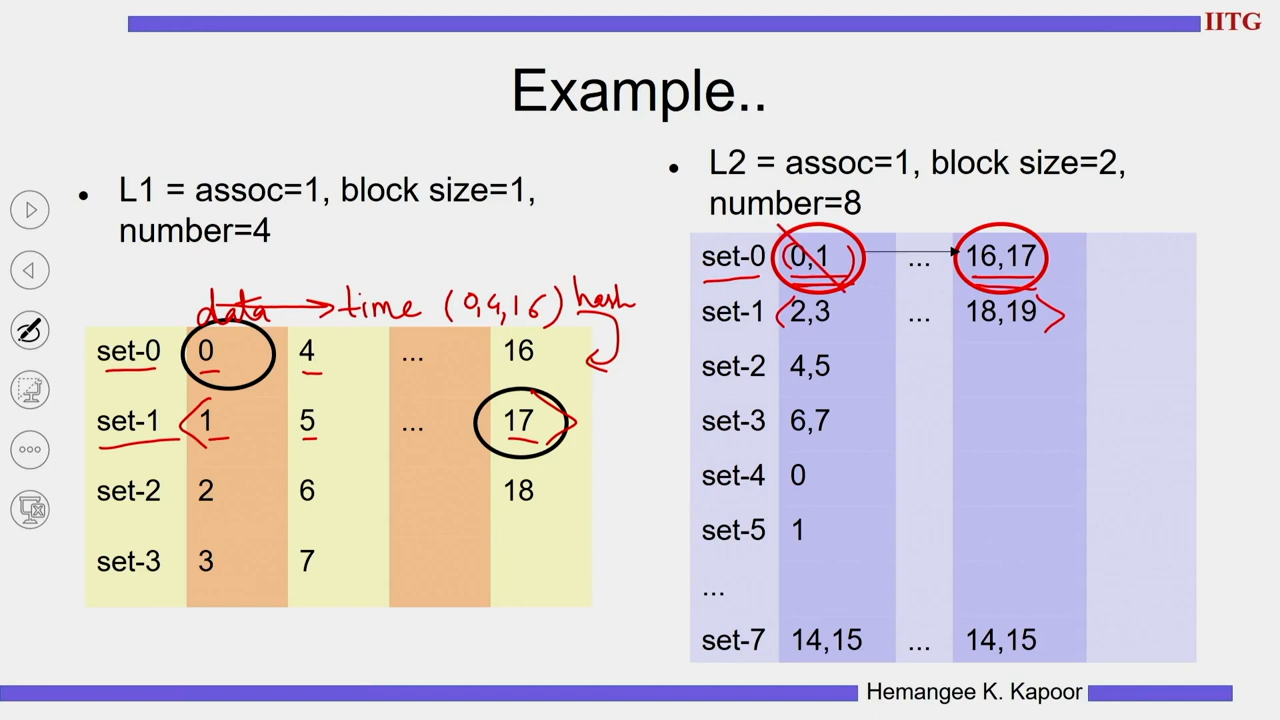 IITG
Example..
• L1 = assoc=1, block size=1,
number=4
data → time (0,4,16) hash
set-0 0 4 ... 16
set-1 1 5 ... 17
set-2 2 6 18
set-3 3 7
• L2 = assoc=1, block size=2,
number=8
set-0 0,1 ... 16,17
set-1 2,3 ... 18,19
set-2 4,5
set-3 6,7
set-4 0
set-5 1
...
set-7 14,15 ... 14,15
Hemangee K. Kapoor